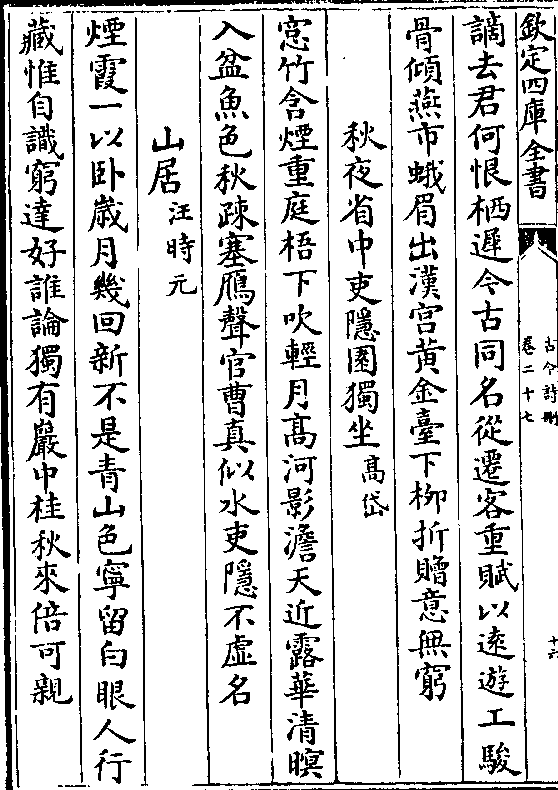 欽定四庫全書
古今詩刪
卷二十七
十六
謫去君何恨栖遲今古同名從遷客重賦以遠遊工駿
骨傾燕市蛾眉出漢宮黄金臺下柳折贈意無窮
秋夜省中吏隱園獨坐 高岱
窓竹含煙重庭梧下吹輕月高河影澹天近露華清暝
入盆魚色秋疎塞鴈聲官曹真似水吏隱不虛名
山居 汪時元
煙霞一以卧歲月幾回新不是青山色寧留白眼人行
藏惟自識窮達好誰論獨有巖中桂秋來倍可親